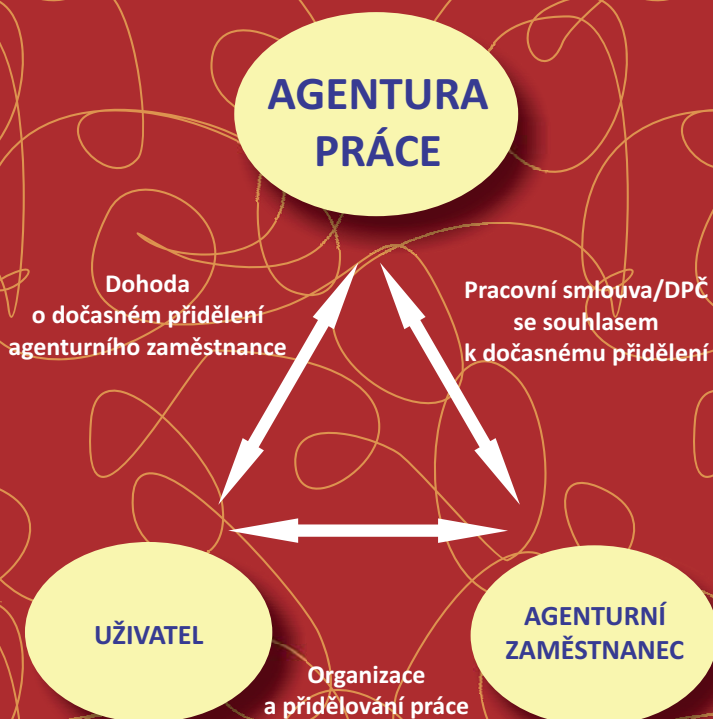 AGENTURA
PRÁCE
Dohoda
o dočasném přidělení
agenturního zaměstnance
Pracovní smlouva/DPČ
se souhlasem
k dočasnému přidělení
UŽIVATEL
AGENTURNÍ
ZAMĚSTNANEC
Organizace
a přidělování práce